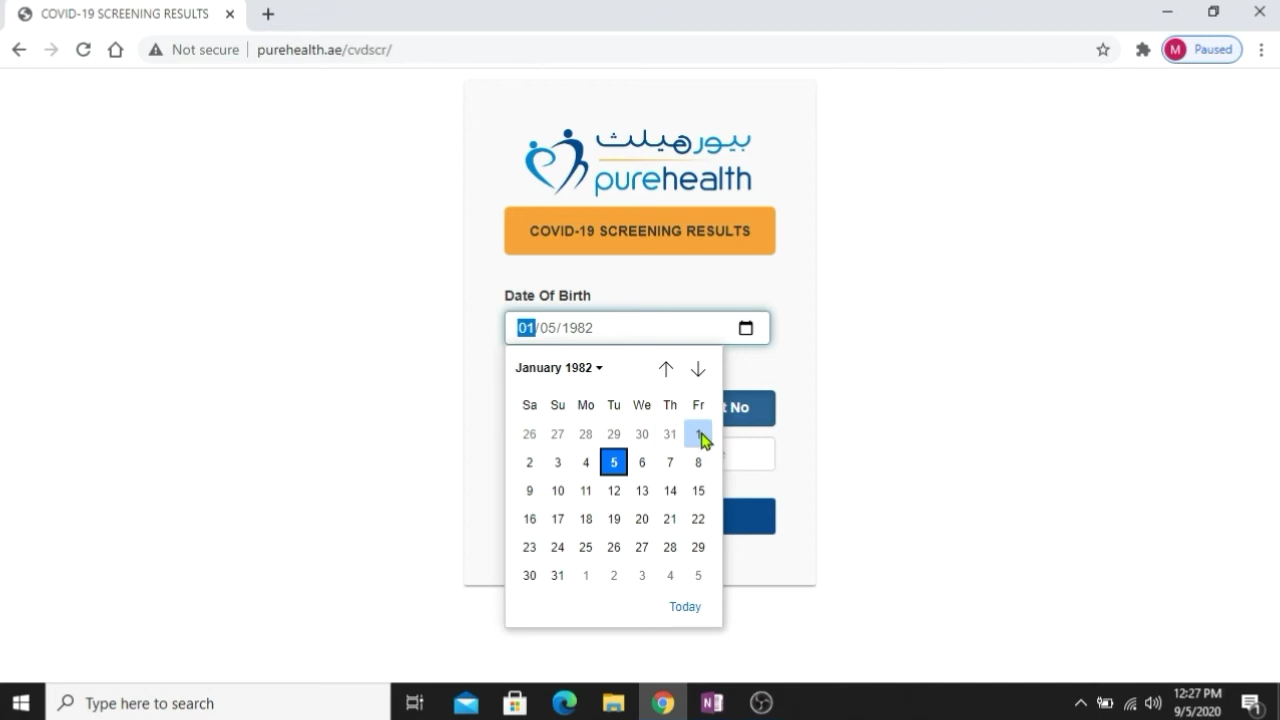 COVID-19 SCREENING RESULTS
Not secure
purehealth.ae/cvdscr/
M Paused
بيورهيلث
purehealth
COVID-19 SCREENING RESULTS
Date Of Birth
01/05/1982
January 1982
Sa Su Mo Tu We Th Fr
26 27 28 29 30 31 1
2 3 4 5 6 7 8
No
9 10 11 12 13 14 15
16 17 18 19 20 21 22
23 24 25 26 27 28 29
30 31 1 2 3 4 5
Today
Type here to search
12:27 PM
9/5/2020
1